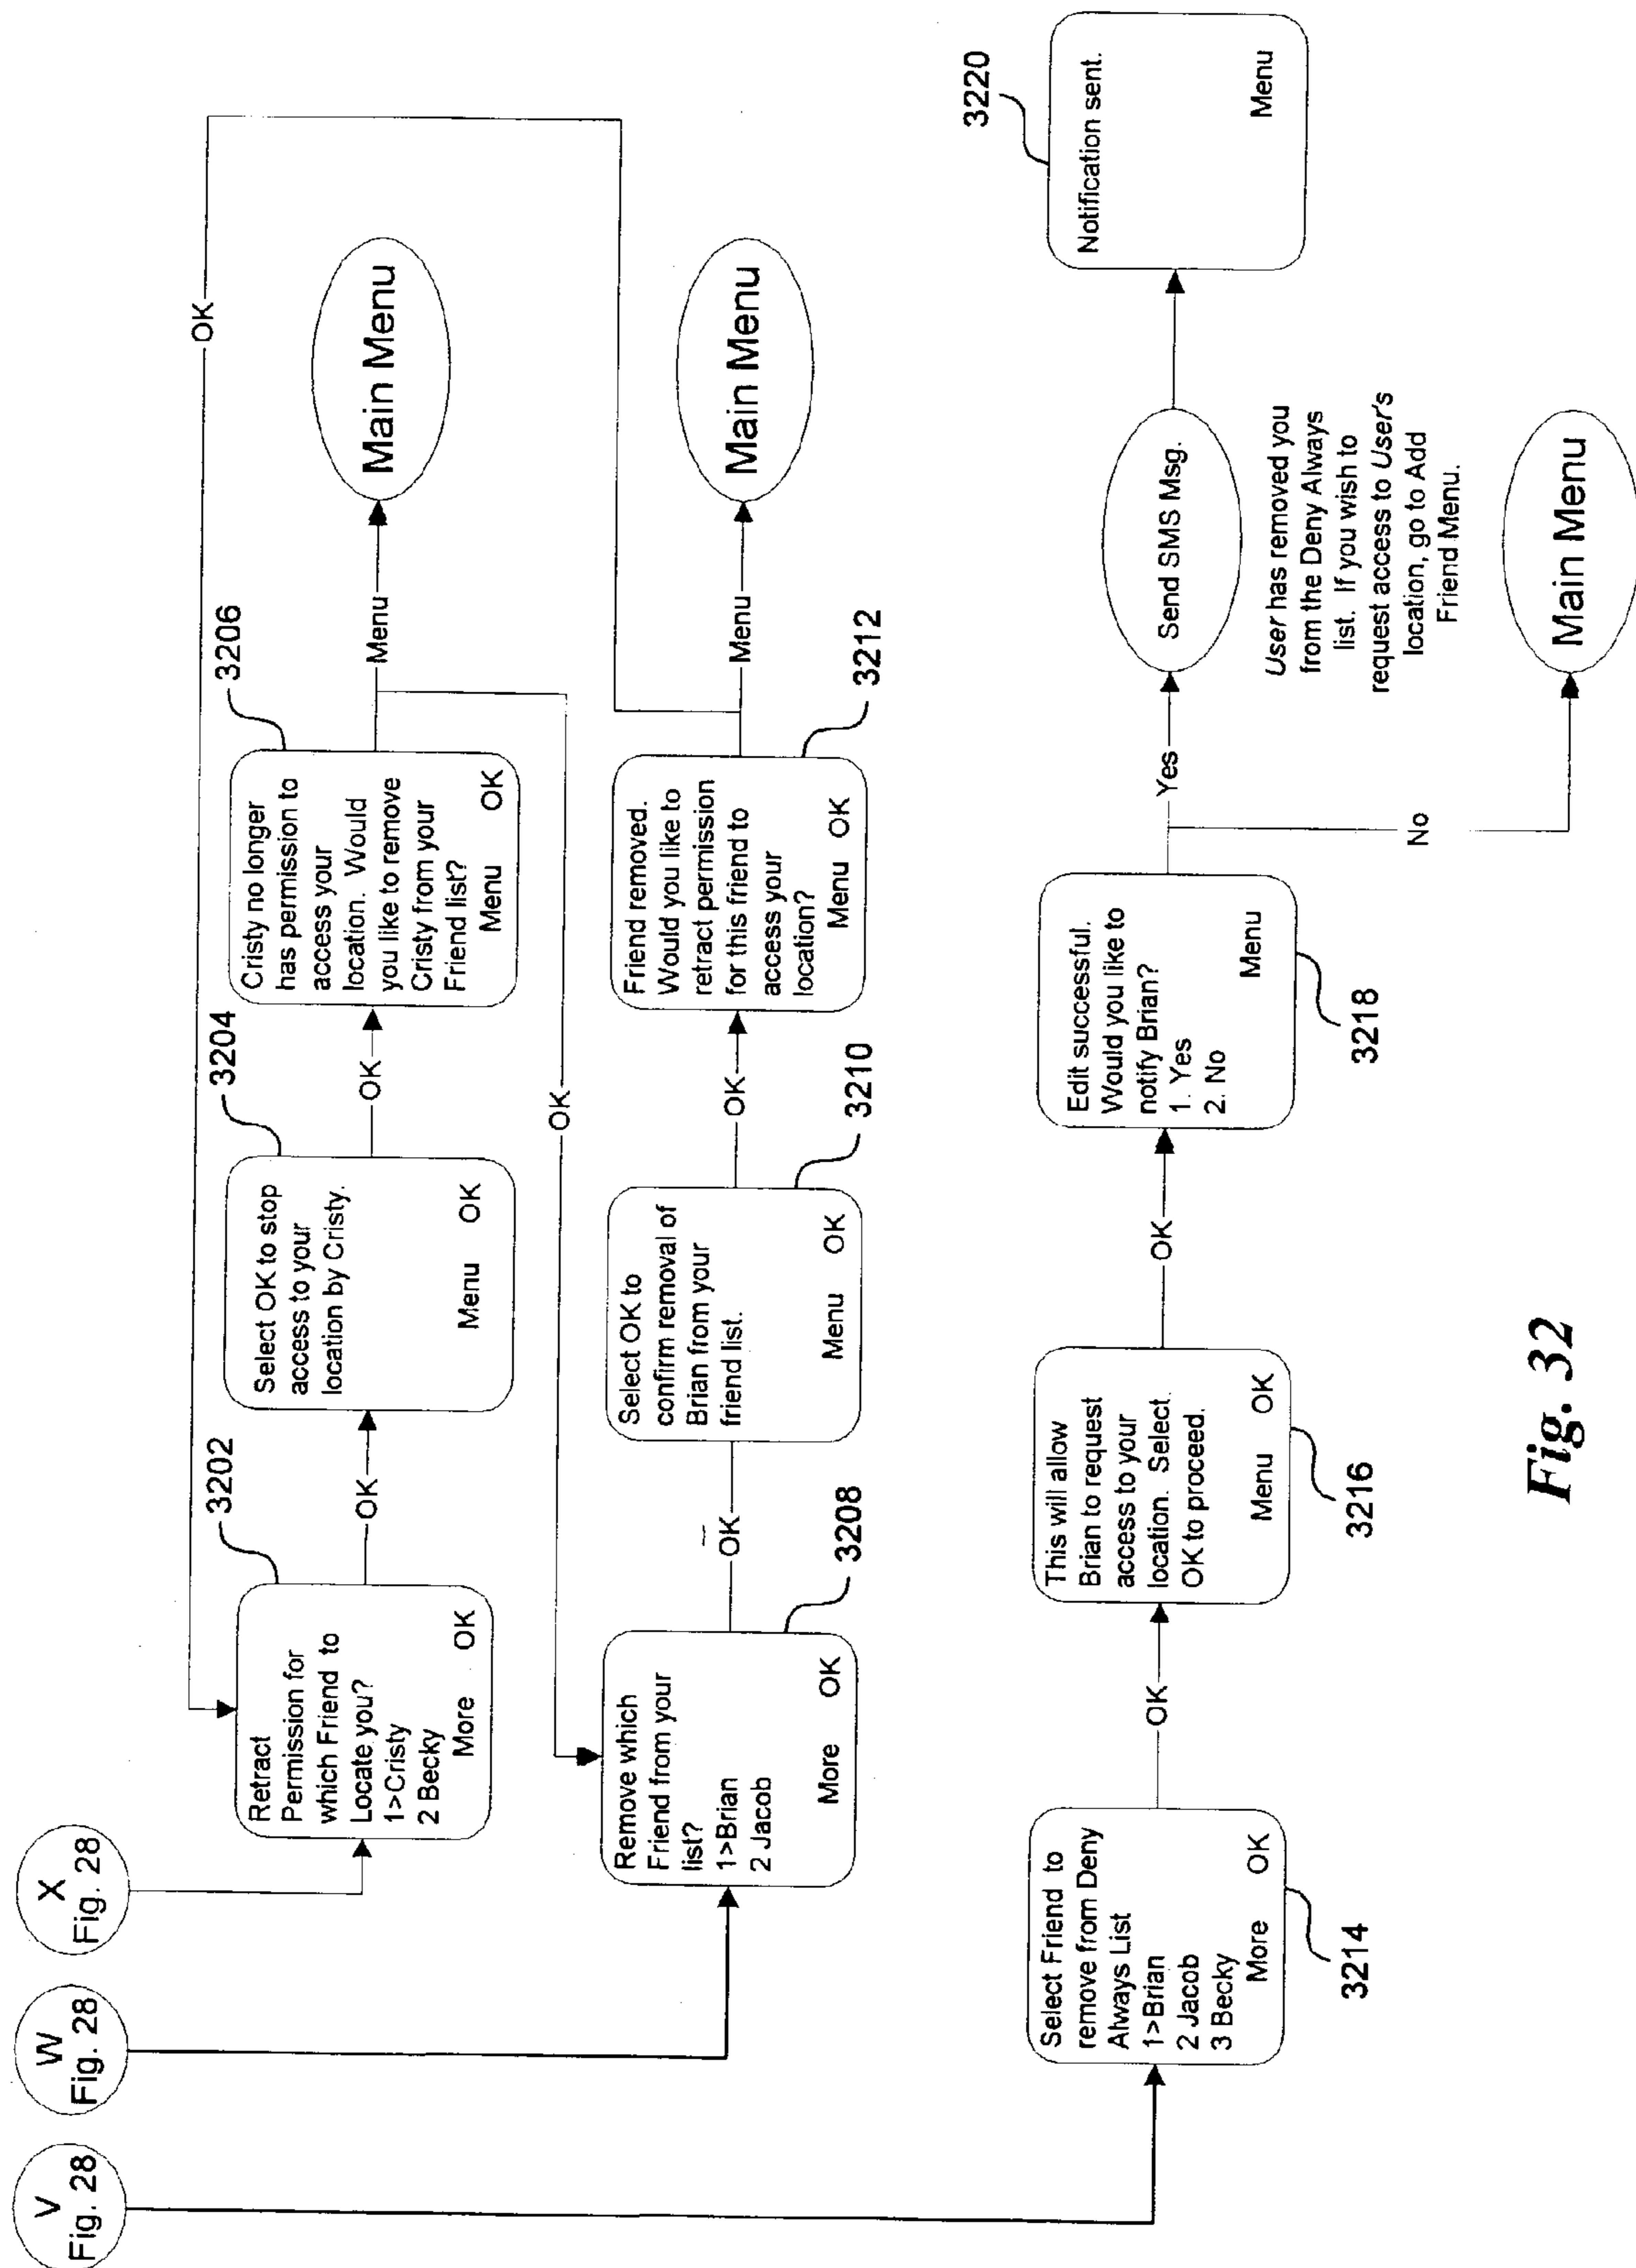 X
Fig. 28
W
Fig. 28
V
Fig. 28
OK
3202
Retract
Permission for
which Friend to
Locate you?
1>Cristy
2 Becky
More OK
OK
3204
Select OK to stop
access to your
location by Cristy.
Menu OK
OK
3206
Cristy no longer
has permission to
access your
location. Would
you like to remove
Cristy from your
Friend list?
Menu OK
Menu
Main Menu
OK
Remove which
Friend from your
list?
1>Brian
2 Jacob
More OK
3208
OK
Select OK to
confirm removal of
Brian from your
friend list.
Menu OK
3210
OK
Friend removed.
Would you like to
retract permission
for this friend to
access your
location?
Menu OK
3212
Menu
Main Menu
Select Friend to
remove from Deny
Always List
1>Brian
2 Jacob
3 Becky
More OK
3214
OK
This will allow
Brian to request
access to your
location. Select
OK to proceed.
Menu OK
3216
OK
Edit successful.
Would you like to
notify Brian?
1. Yes
2. No
Menu
3218
Yes
Send SMS Msg.
User has removed you
from the Deny Always
list. If you wish to
request access to User's
location, go to Add
Friend Menu.
No
Main Menu
3220
Notification sent.
Menu
Fig. 32